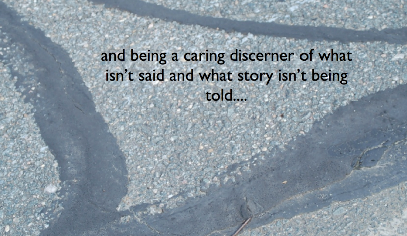 and being a caring discerner of what
isn't said and what story isn't being
told....